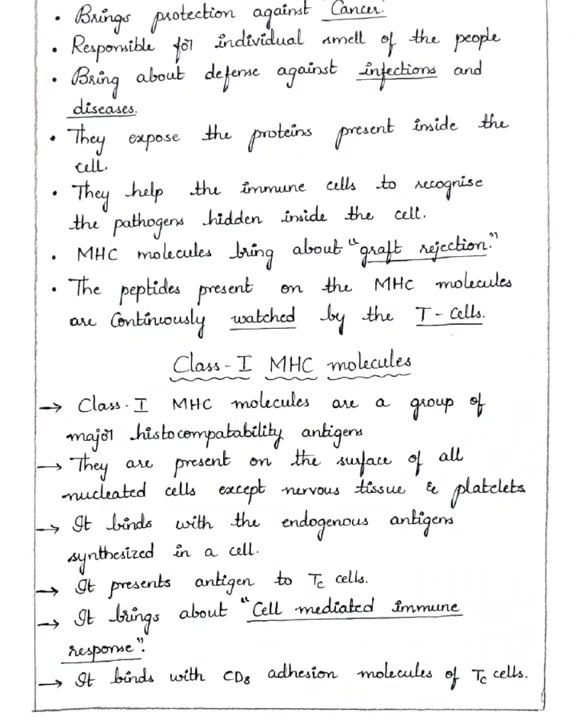 • Brings protection against Cancer
• Responsible for individual smell of the people
• Bring about defense against infections and
diseases.
• They expose the proteins present inside the
cell.
• They help the immune cells to recognise
the pathogens hidden inside the cell.
• MHC molecules bring about "graft rejection."
• The peptides present on the MHC molecules
are Continuously watched by the T-Cells.
Class-I MHC molecules
→ Class-I MHC molecules are a group of
major histocompatability antigens
→ They are present on the surface of all
nucleated cells except nervous tissue & platelets
→ It binds with the endogenous antigens
synthesized in a cell.
→ It presents antigen to Tc cells.
→ It brings about "Cell mediated immune
response".
→ It binds with CD8 adhesion molecules of Tc cells.